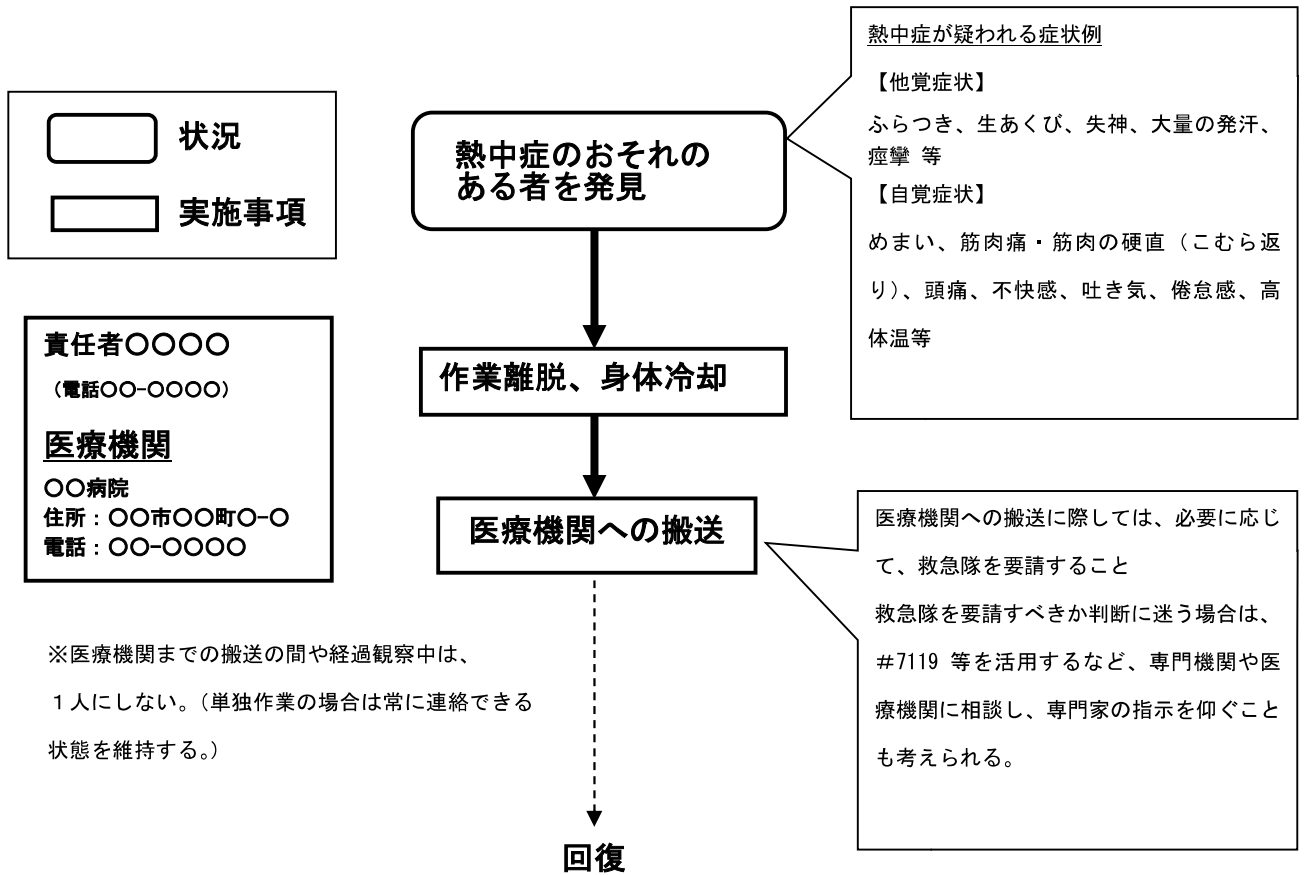 状況
実施事項
熱中症のおそれの
ある者を発見
熱中症が疑われる症状例
【他覚症状】
ふらつき、生あくび、失神、大量の発汗、
痙攣 等
【自覚症状】
めまい、筋肉痛・筋肉の硬直（こむら返
り）、頭痛、不快感、吐き気、倦怠感、高
体温等
責任者〇〇〇〇
（電話〇〇-〇〇〇〇）
医療機関
〇〇病院
住所：〇〇市〇〇町〇-〇
電話：〇〇-〇〇〇〇
作業離脱、身体冷却
医療機関への搬送
医療機関への搬送に際しては、必要に応じ
て、救急隊を要請すること
救急隊を要請すべきか判断に迷う場合は、
＃7119 等を活用するなど、専門機関や医
療機関に相談し、専門家の指示を仰ぐこと
も考えられる。
※医療機関までの搬送の間や経過観察中は、
１人にしない。（単独作業の場合は常に連絡できる
状態を維持する。）
回復